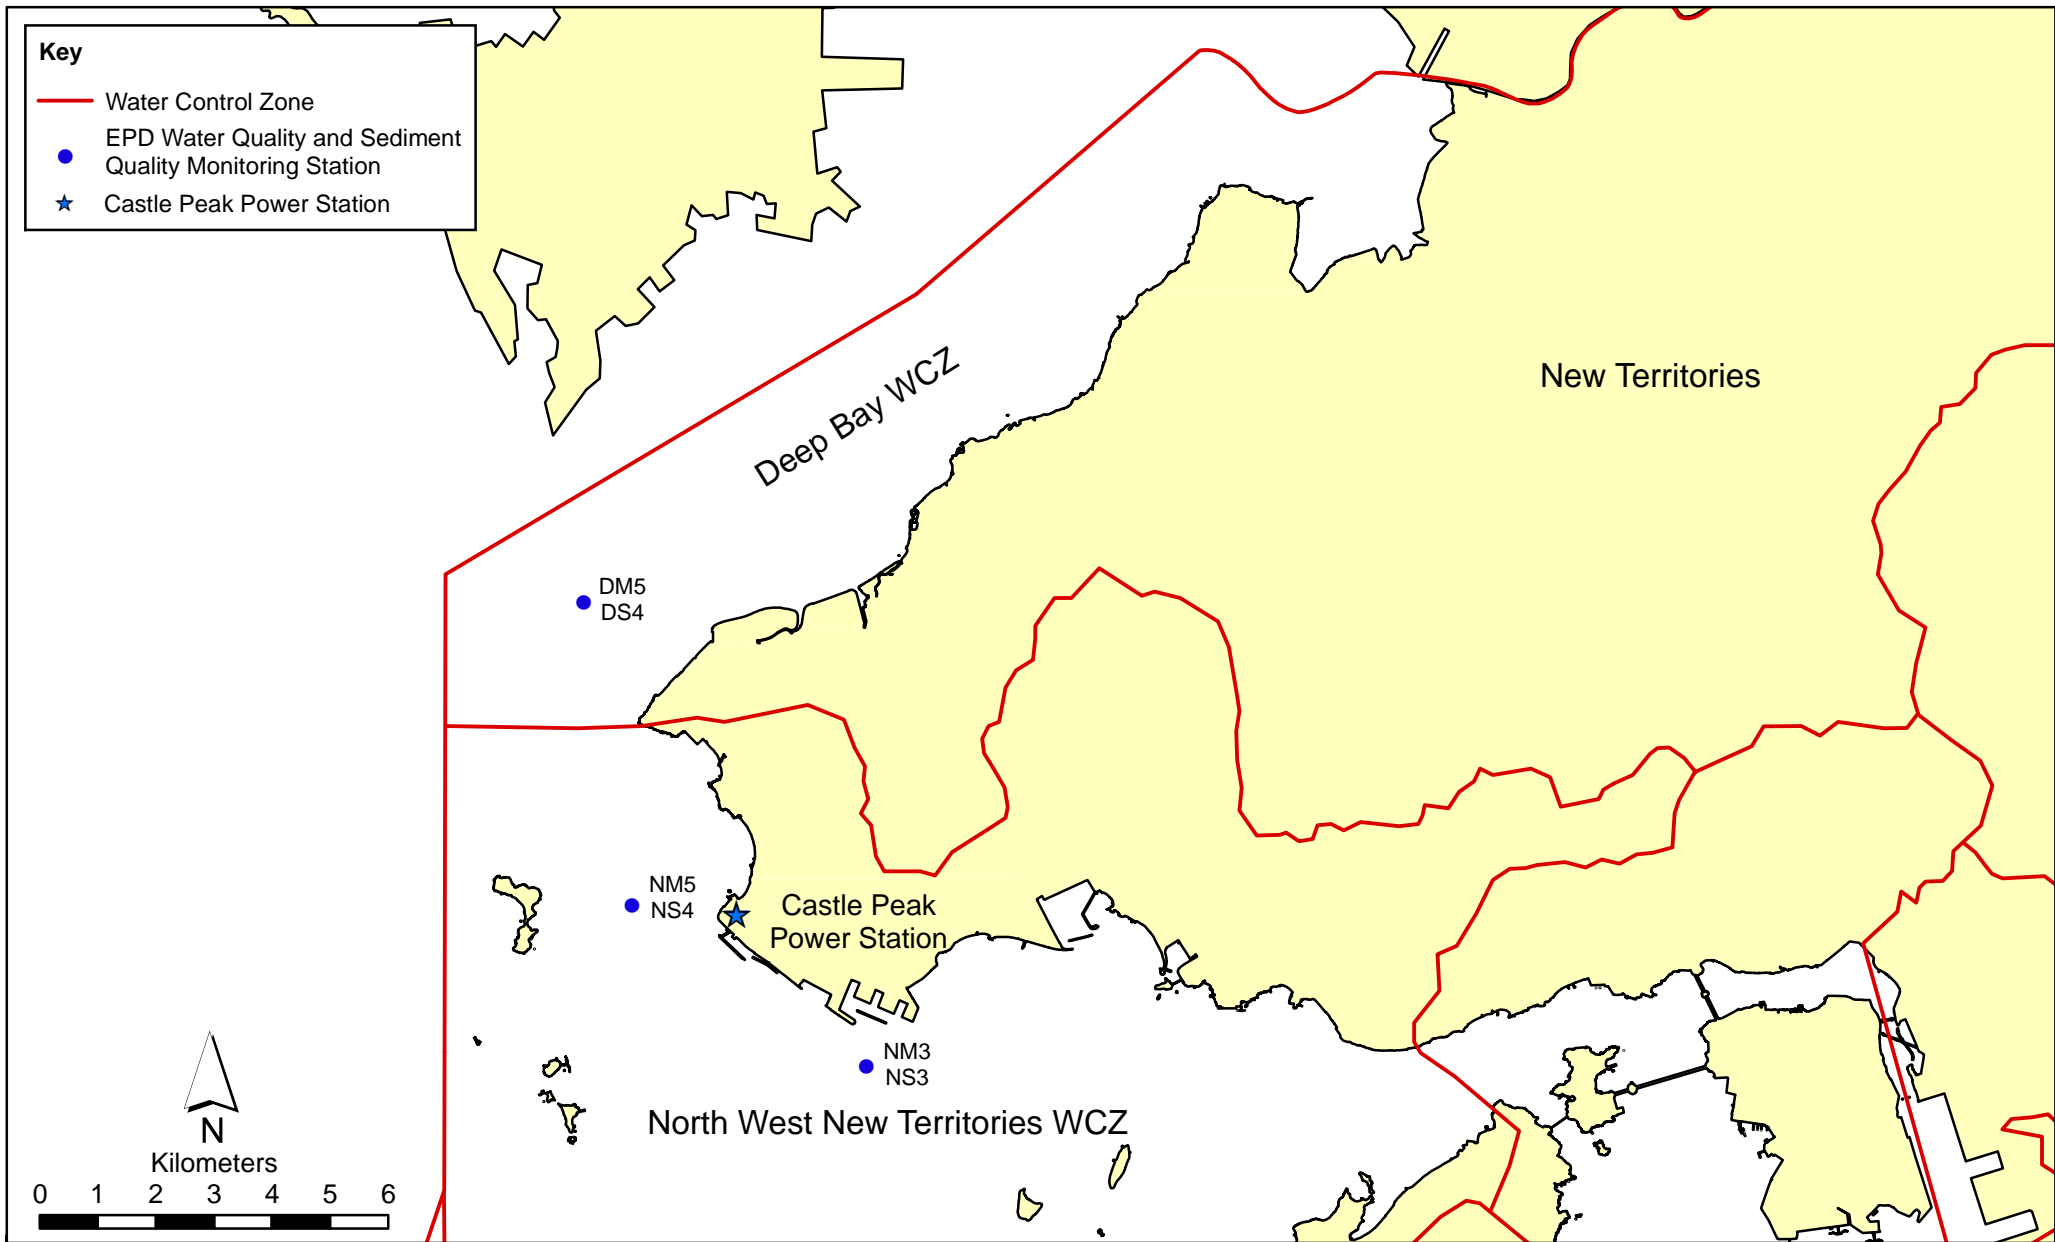 Key
Water Control Zone
EPD Water Quality and Sediment
Quality Monitoring Station
Castle Peak Power Station
New Territories
Deep Bay WCZ
DM5
DS4
NM5
NS4
Castle Peak
Power Station
NM3
NS3
North West New Territories WCZ
N
Kilometers
0 1 2 3 4 5 6